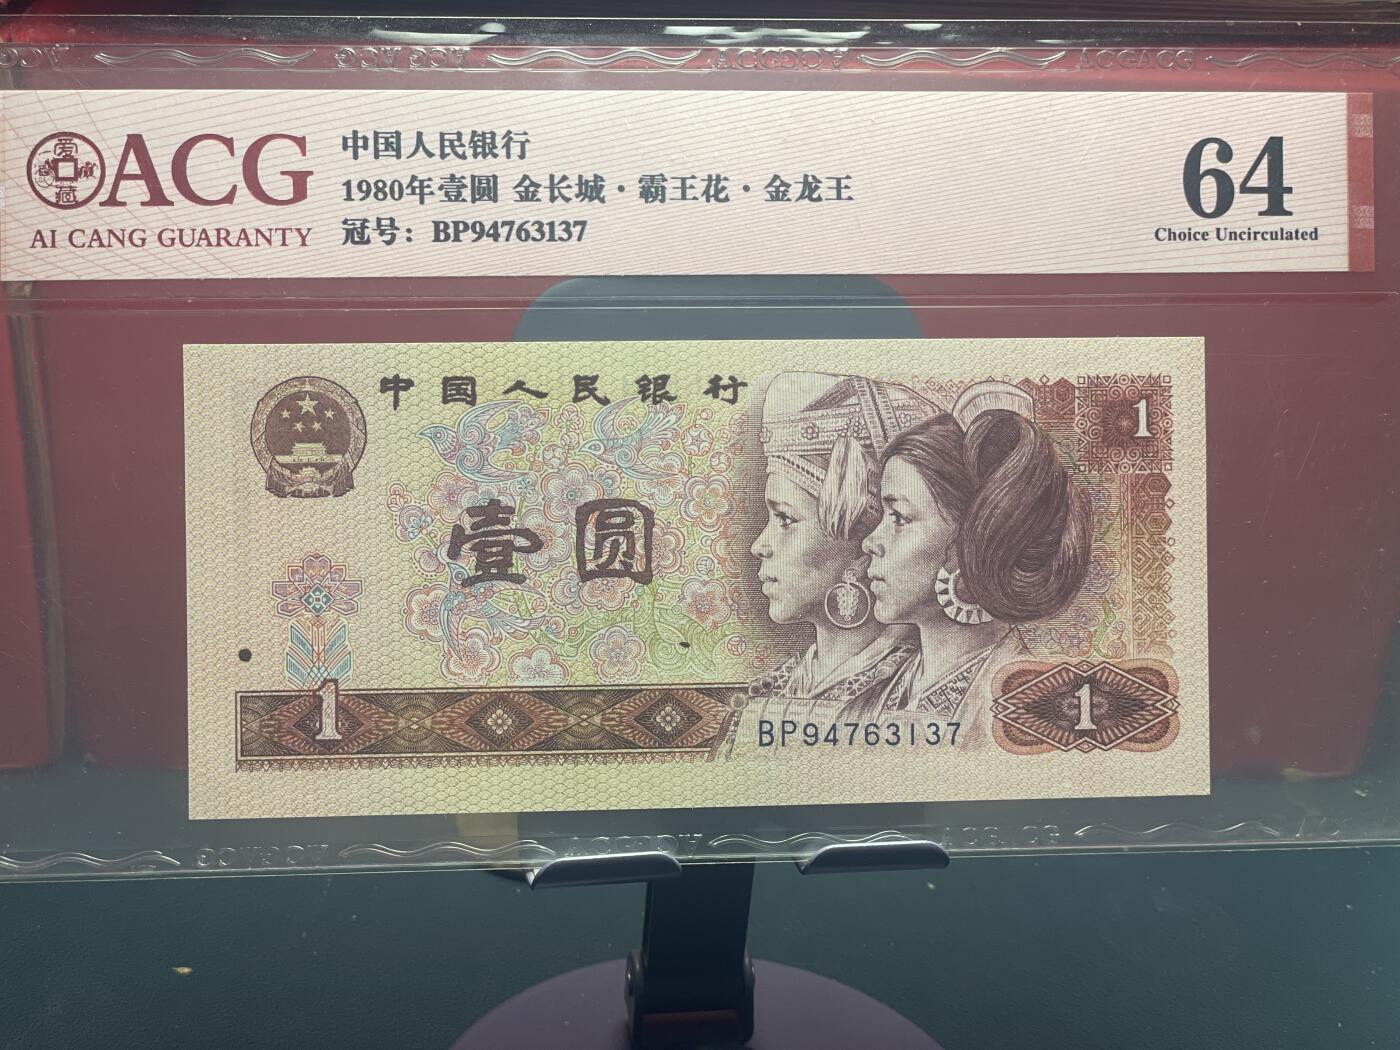 ACG
AI CANG GUARANTY
中国人民银行
1980年壹圆 金长城·霸王花·金龙王
冠号：BP94763137
64
Choice Uncirculated
中国人民银行
1
壹圆
1
BP94763137
1